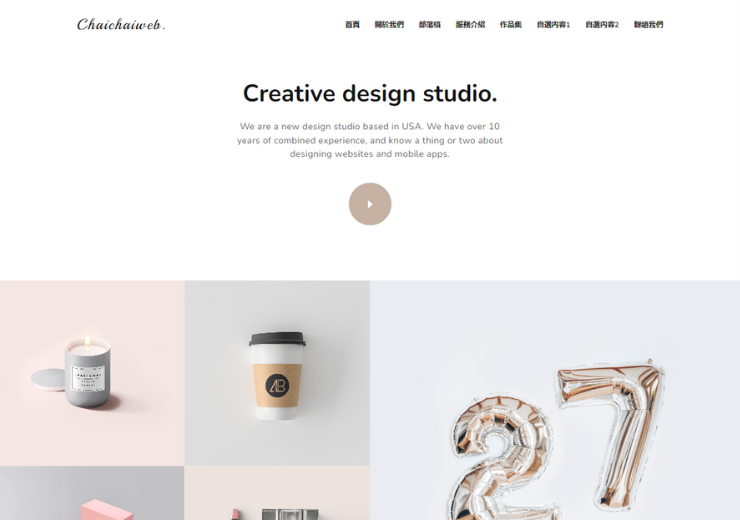 Chaichaiweb.
首頁 關於我們 部落格 服務介紹 作品集 自選內容1 自選內容2 聯絡我們
Creative design studio.
We are a new design studio based in USA. We have over 10
years of combined experience, and know a thing or two about
designing websites and mobile apps.
AB
27